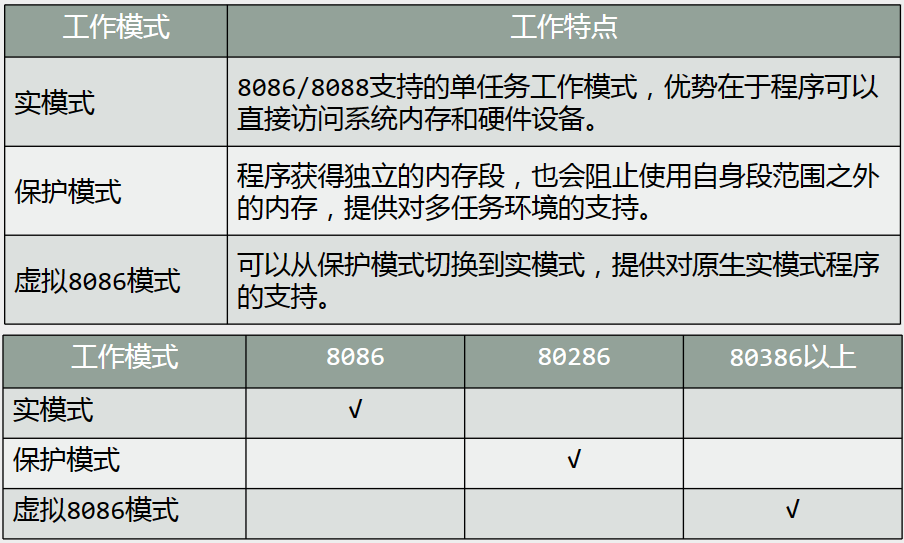 工作模式 工作特点
实模式 8086/8088支持的单任务工作模式，优势在于程序可以
直接访问系统内存和硬件设备。
保护模式 程序获得独立的内存段，也会阻止使用自身段范围之外
的内存，提供对多任务环境的支持。
虚拟8086模式 可以从保护模式切换到实模式，提供对原生实模式程序
的支持。
工作模式 8086 80286 80386以上
实模式 √
保护模式 √
虚拟8086模式 √